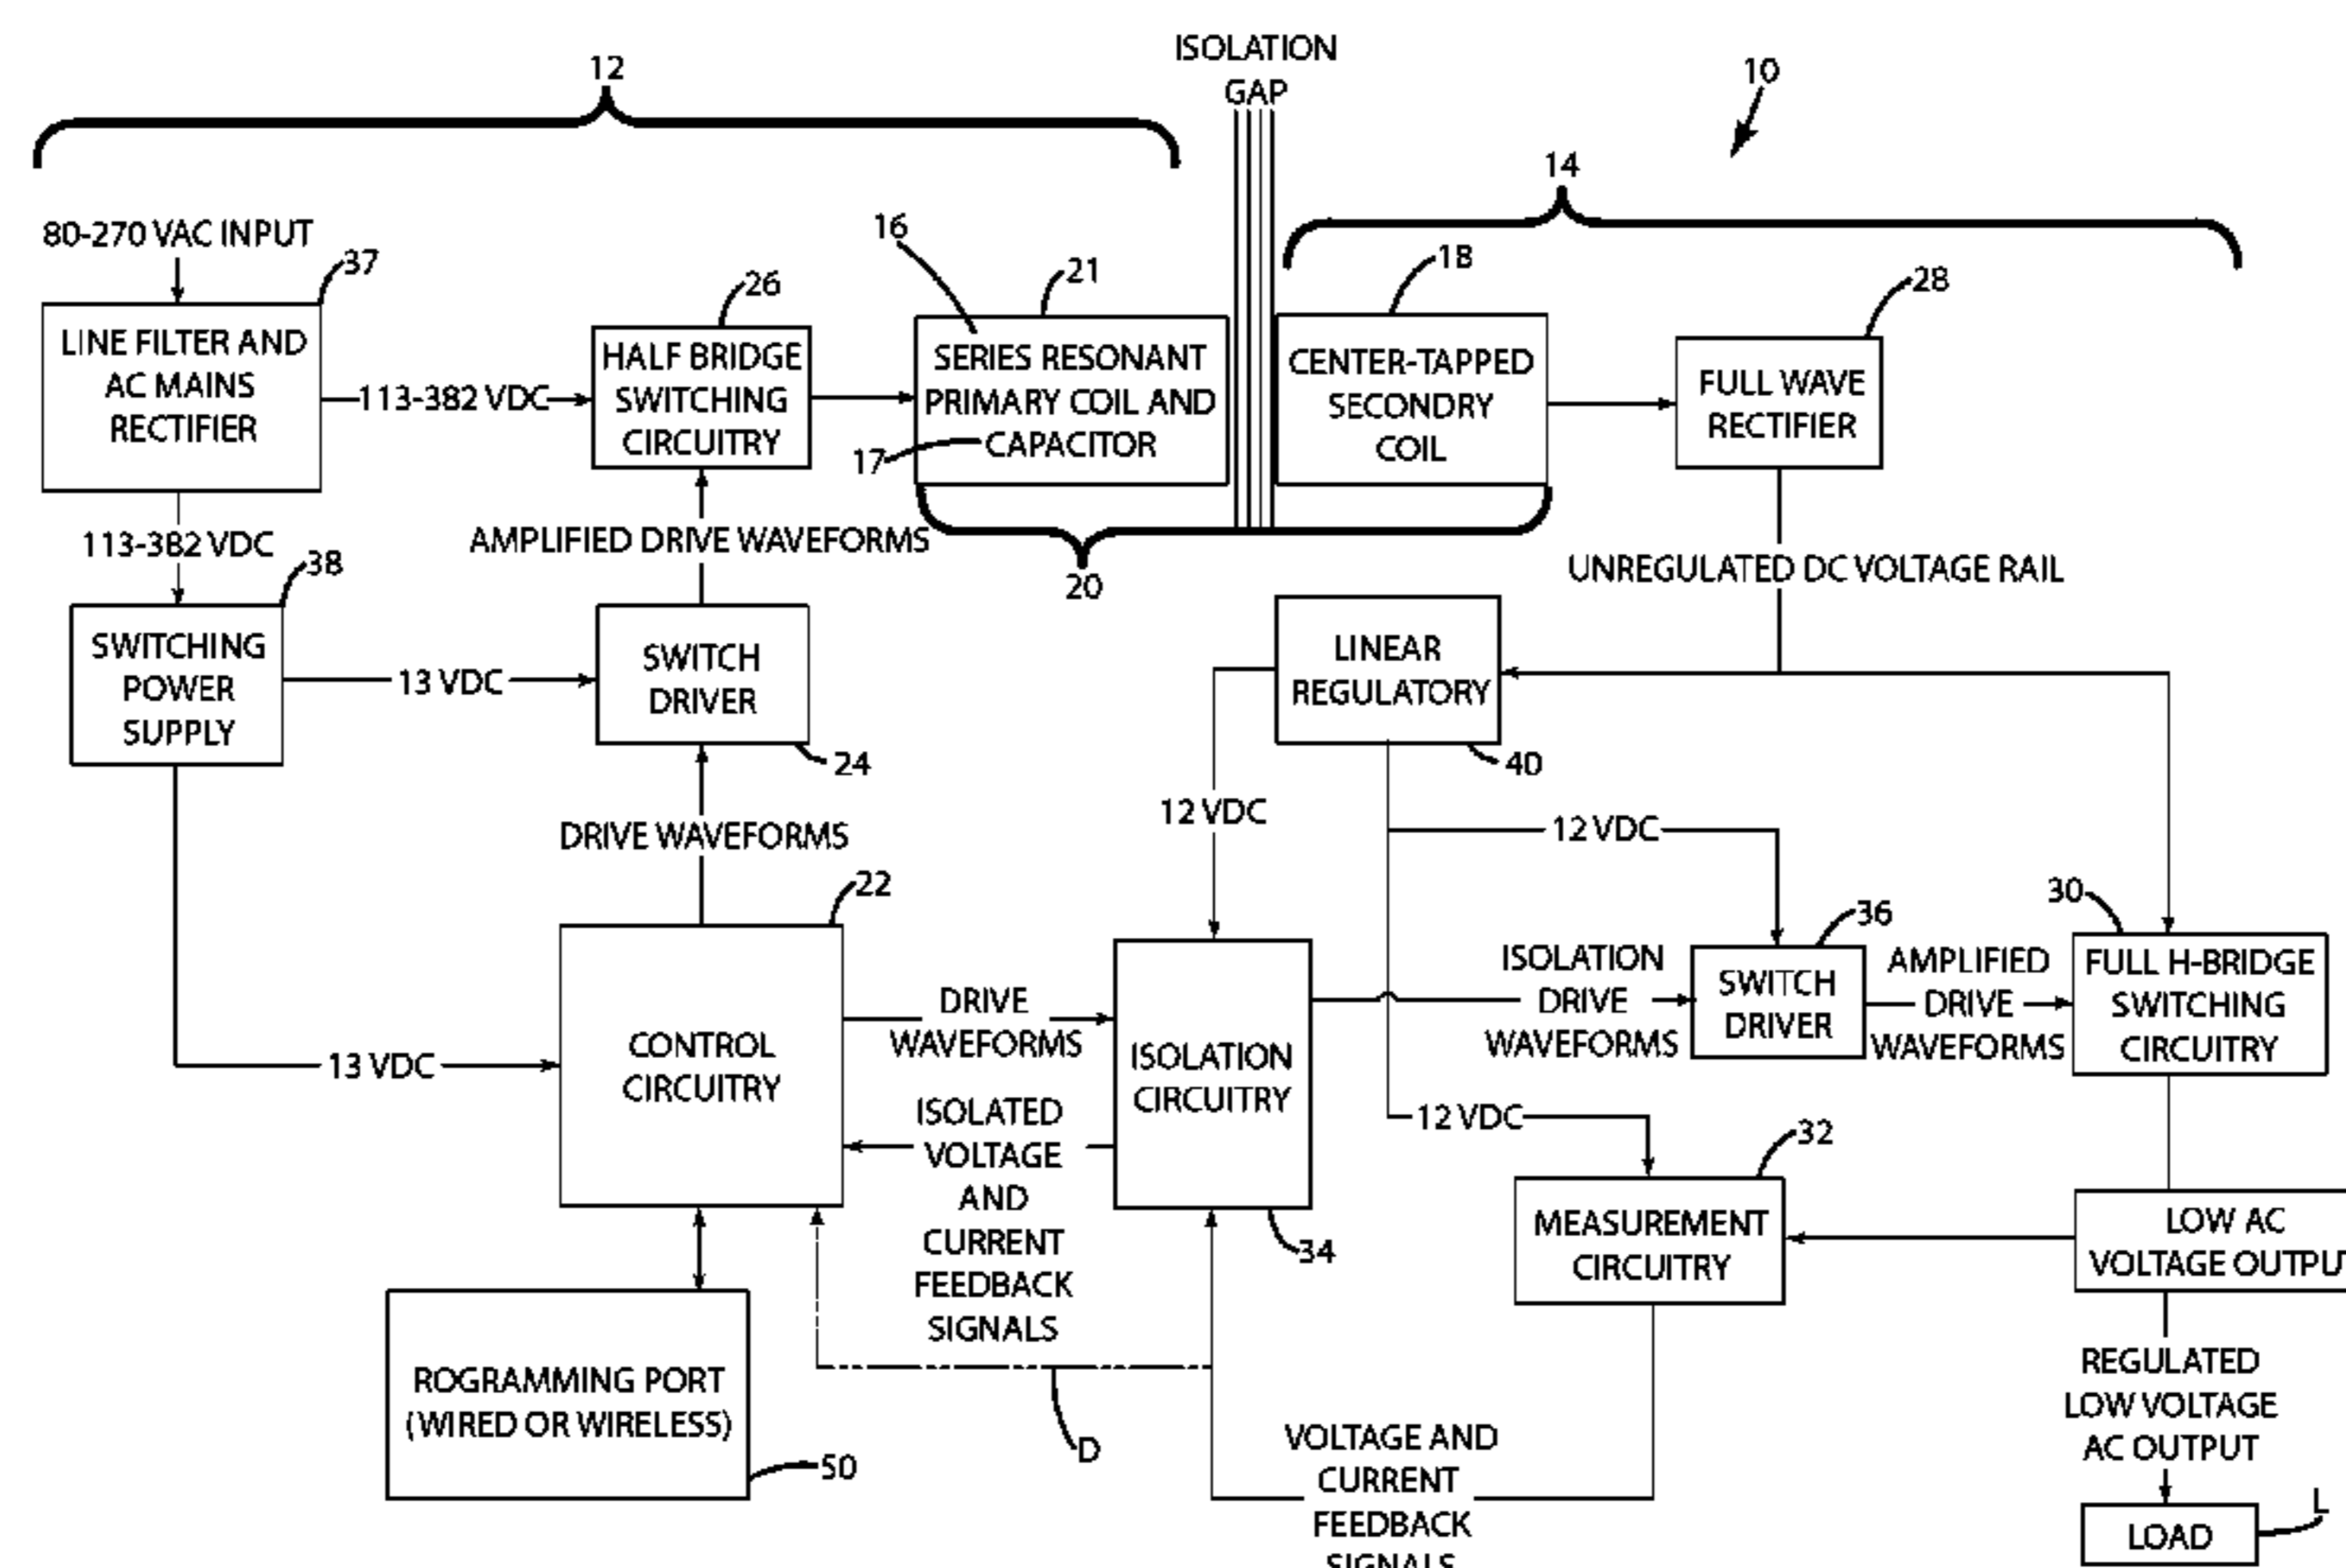 12
ISOLATION
GAP
10
14
80-270 VAC INPUT
37
LINE FILTER AND
AC MAINS
RECTIFIER
113-382 VDC
26
HALF BRIDGE
SWITCHING
CIRCUITRY
16
21
SERIES RESONANT
PRIMARY COIL AND
CAPACITOR
17
18
CENTER-TAPPED
SECONDRY
COIL
28
FULL WAVE
RECTIFIER
113-382 VDC
38
AMPLIFIED DRIVE WAVEFORMS
20
UNREGULATED DC VOLTAGE RAIL
SWITCHING
POWER
SUPPLY
13 VDC
SWITCH
DRIVER
24
LINEAR
REGULATORY
40
DRIVE WAVEFORMS
12 VDC
12 VDC
22
CONTROL
CIRCUITRY
13 VDC
DRIVE
WAVEFORMS
ISOLATION
CIRCUITRY
34
ISOLATION
DRIVE
WAVEFORMS
36
SWITCH
DRIVER
AMPLIFIED
DRIVE
WAVEFORMS
30
FULL H-BRIDGE
SWITCHING
CIRCUITRY
ISOLATED
VOLTAGE
AND
CURRENT
FEEDBACK
SIGNALS
12 VDC
32
MEASUREMENT
CIRCUITRY
LOW AC
VOLTAGE OUTPUT
ROGRAMMING PORT
(WIRED OR WIRELESS)
50
D
VOLTAGE AND
CURRENT
FEEDBACK
SIGNALS
REGULATED
LOW VOLTAGE
AC OUTPUT
L
LOAD